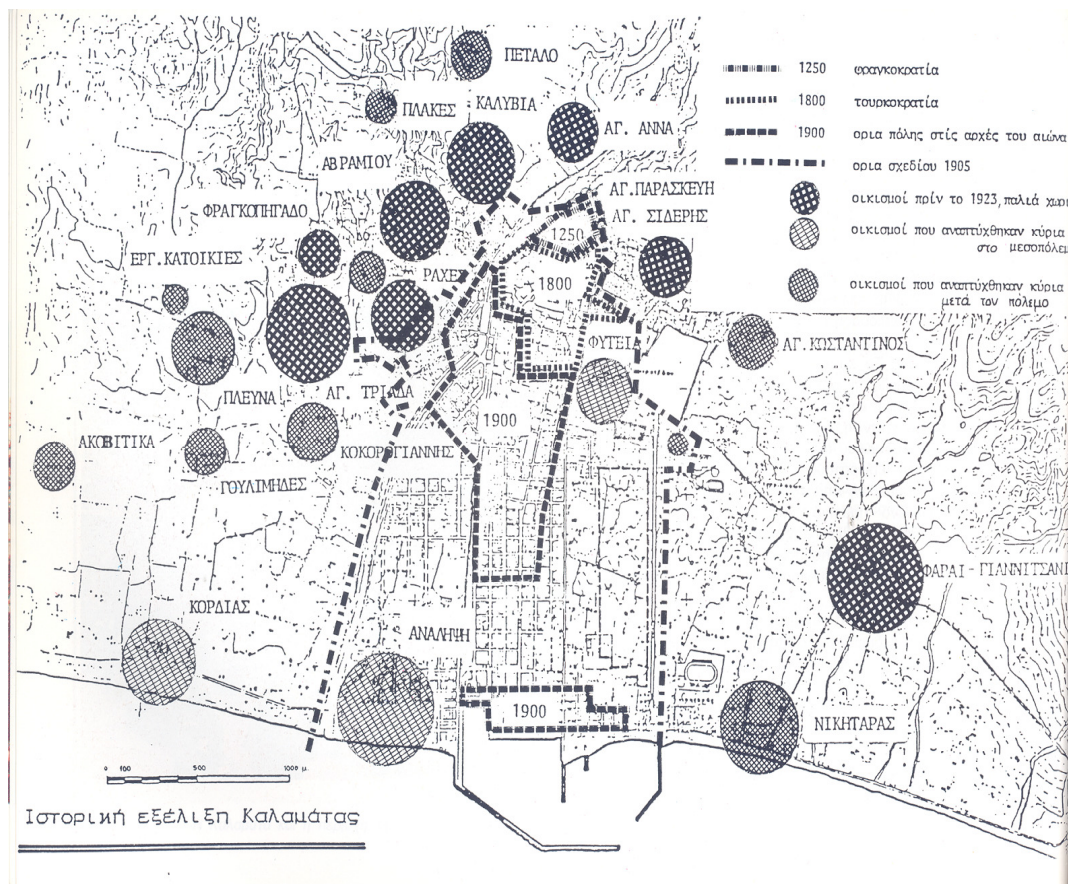 ΠΕΤΑΛΟ
ΠΛΑΚΕΣ
ΚΑΛΥΒΙΑ
ΑΓ. ΑΝΝΑ
ΑΒΡΑΜΙΟΥ
ΑΓ.ΠΑΡΑΣΚΕΥΗ
ΦΡΑΓΚΟΠΗΓΑΔΟ
ΑΓ. ΣΙΔΕΡΗΣ
1250
ΕΡΓ.ΚΑΤΟΙΚΙΕΣ
ΡΑΧΕΣ
1800
ΦΥΤΕΙΑ
ΑΓ.ΚΩΣΤΑΝΤΙΝΟΣ
ΠΛΕΥΝΑ
ΑΓ. ΤΡΙΑΔΑ
1900
ΑΚΟΒΙΤΙΚΑ
ΚΟΚΟΡΟΓΙΑΝΝΗΣ
ΓΟΥΛΙΜΗΔΕΣ
ΦΑΡΑΙ - ΓΙΑΝΝΙΤΣΑΝΙ
ΚΟΡΔΙΑΣ
ΑΝΑΛΗΨΗ
1900
ΝΙΚΗΤΑΡΑΣ
1250 φραγκοκρατία
1800 τουρκοκρατία
1900 ορια πόλης στίς αρχές του αιώνα
ορια σχεδίου 1905
οικισμοί πρίν το 1923, παλιά
οικισμοί που αναπτύχθηκαν κύρια
στο μεσοπόλεμ
οικισμοί που αναπτύχθηκαν κύρια
μετά τον πόλεμο
0 100 500 1000 μ.
Ιστορική εξέλιξη Καλαμάτας